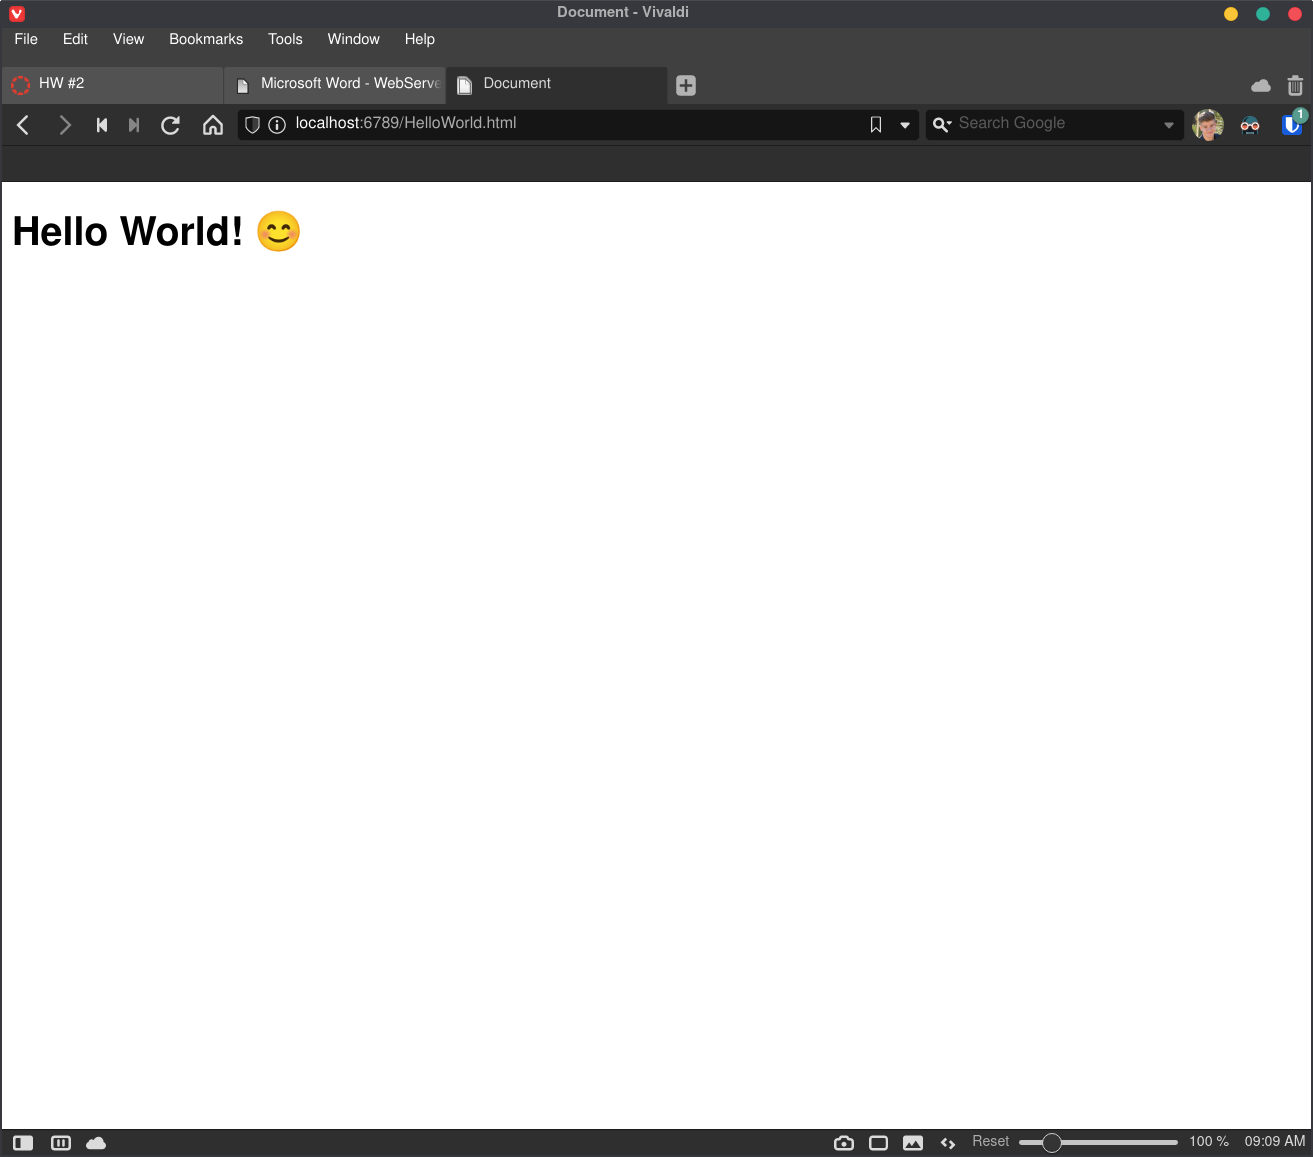 Document - Vivaldi
File Edit View Bookmarks Tools Window Help
HW #2 Microsoft Word - WebServe Document
localhost:6789/HelloWorld.html Search Google 1
Hello World! 😊
Reset 100 % 09:09 AM